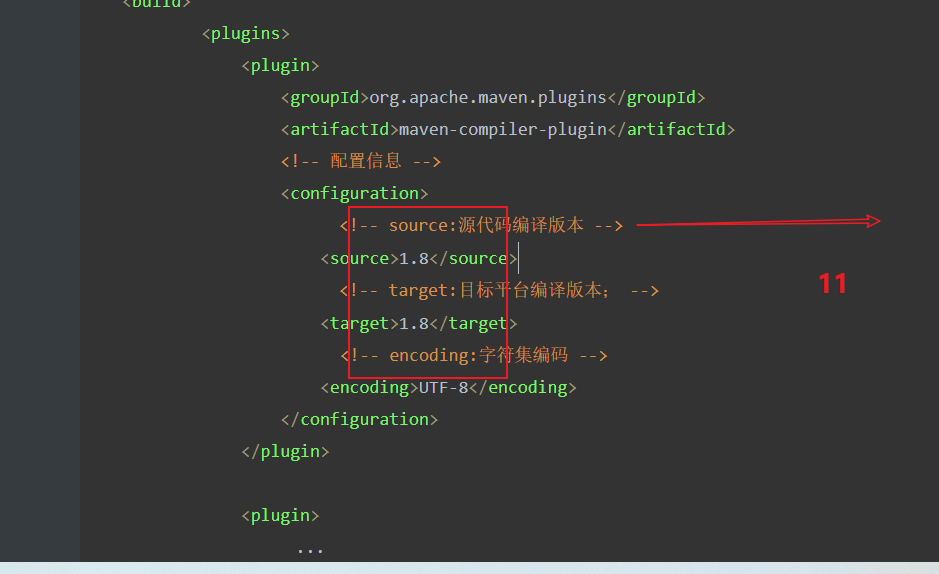 <build>
<plugins>
<plugin>
<groupId>org.apache.maven.plugins</groupId>
<artifactId>maven-compiler-plugin</artifactId>
<!-- 配置信息 -->
<configuration>
<!-- source:源代码编译版本 -->
<source>1.8</source>
<!-- target:目标平台编译版本； -->
11
<target>1.8</target>
<!-- encoding:字符集编码 -->
<encoding>UTF-8</encoding>
</configuration>
</plugin>
<plugin>
...